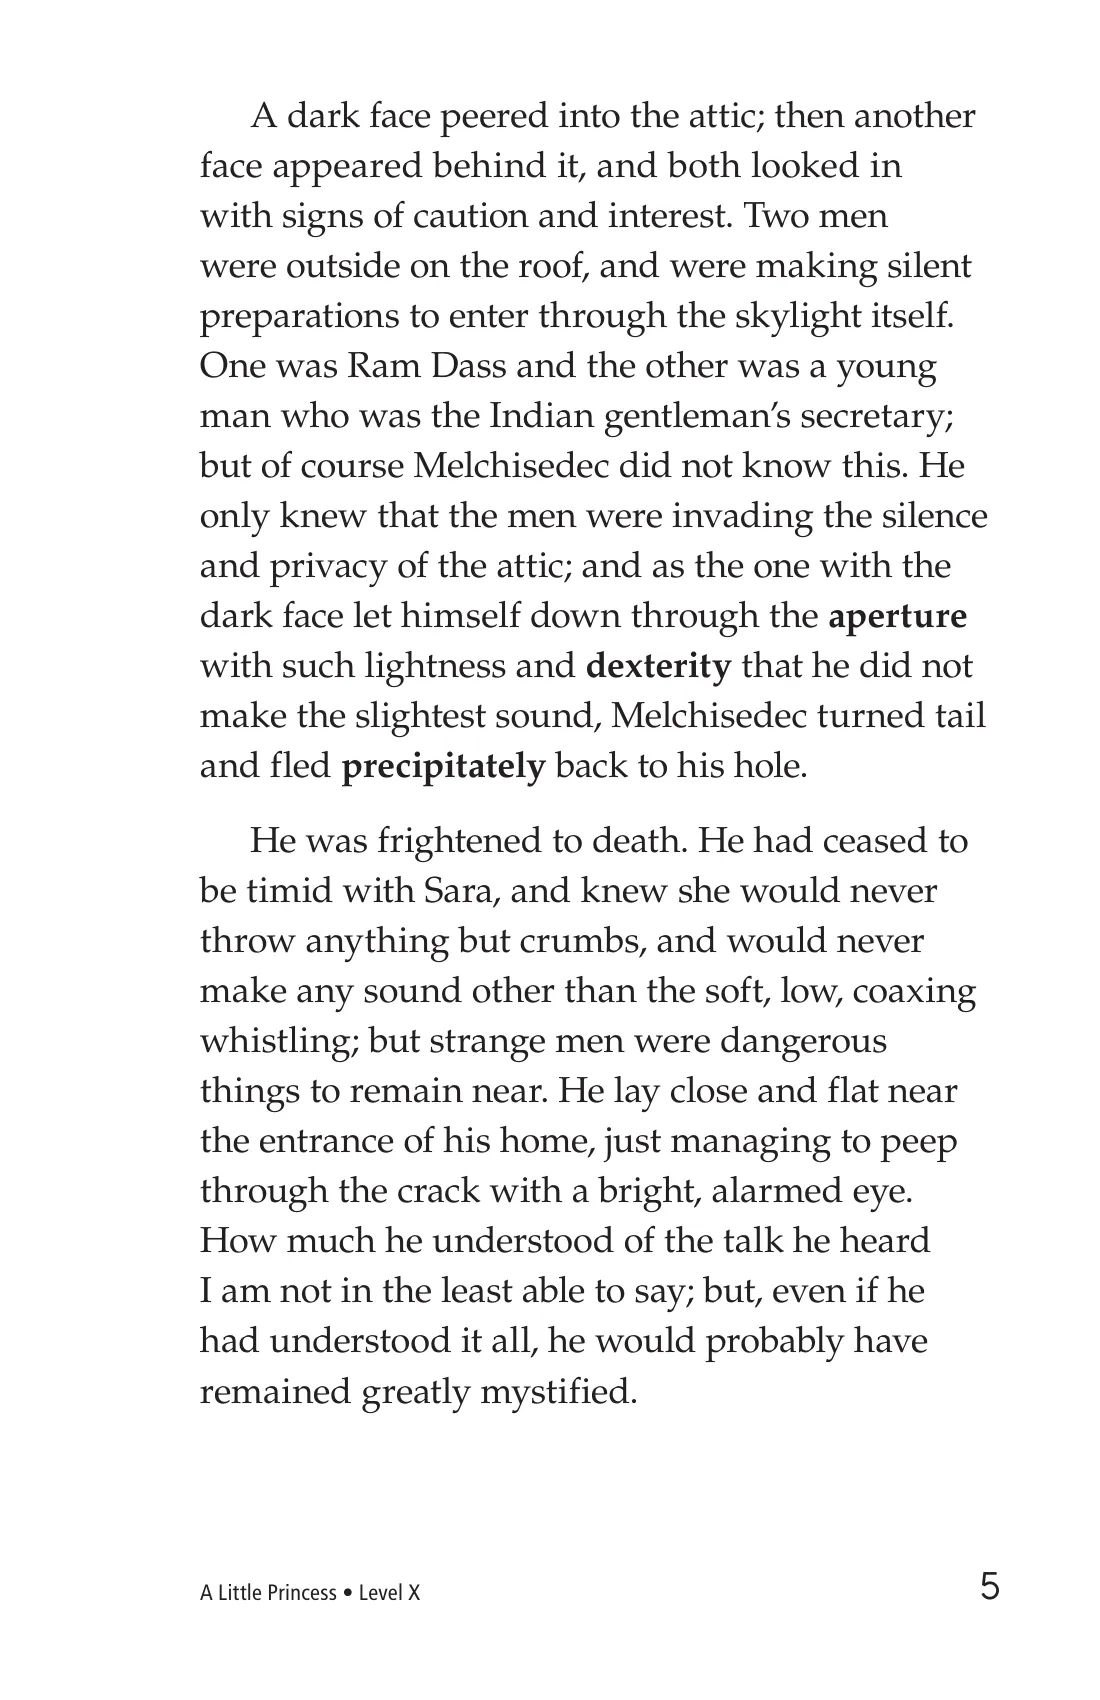 A dark face peered into the attic; then another
face appeared behind it, and both looked in
with signs of caution and interest. Two men
were outside on the roof, and were making silent
preparations to enter through the skylight itself.
One was Ram Dass and the other was a young
man who was the Indian gentleman’s secretary;
but of course Melchisedec did not know this. He
only knew that the men were invading the silence
and privacy of the attic; and as the one with the
dark face let himself down through the aperture
with such lightness and dexterity that he did not
make the slightest sound, Melchisedec turned tail
and fled precipitately back to his hole.
He was frightened to death. He had ceased to
be timid with Sara, and knew she would never
throw anything but crumbs, and would never
make any sound other than the soft, low, coaxing
whistling; but strange men were dangerous
things to remain near. He lay close and flat near
the entrance of his home, just managing to peep
through the crack with a bright, alarmed eye.
How much he understood of the talk he heard
I am not in the least able to say; but, even if he
had understood it all, he would probably have
remained greatly mystified.
A Little Princess • Level X
5